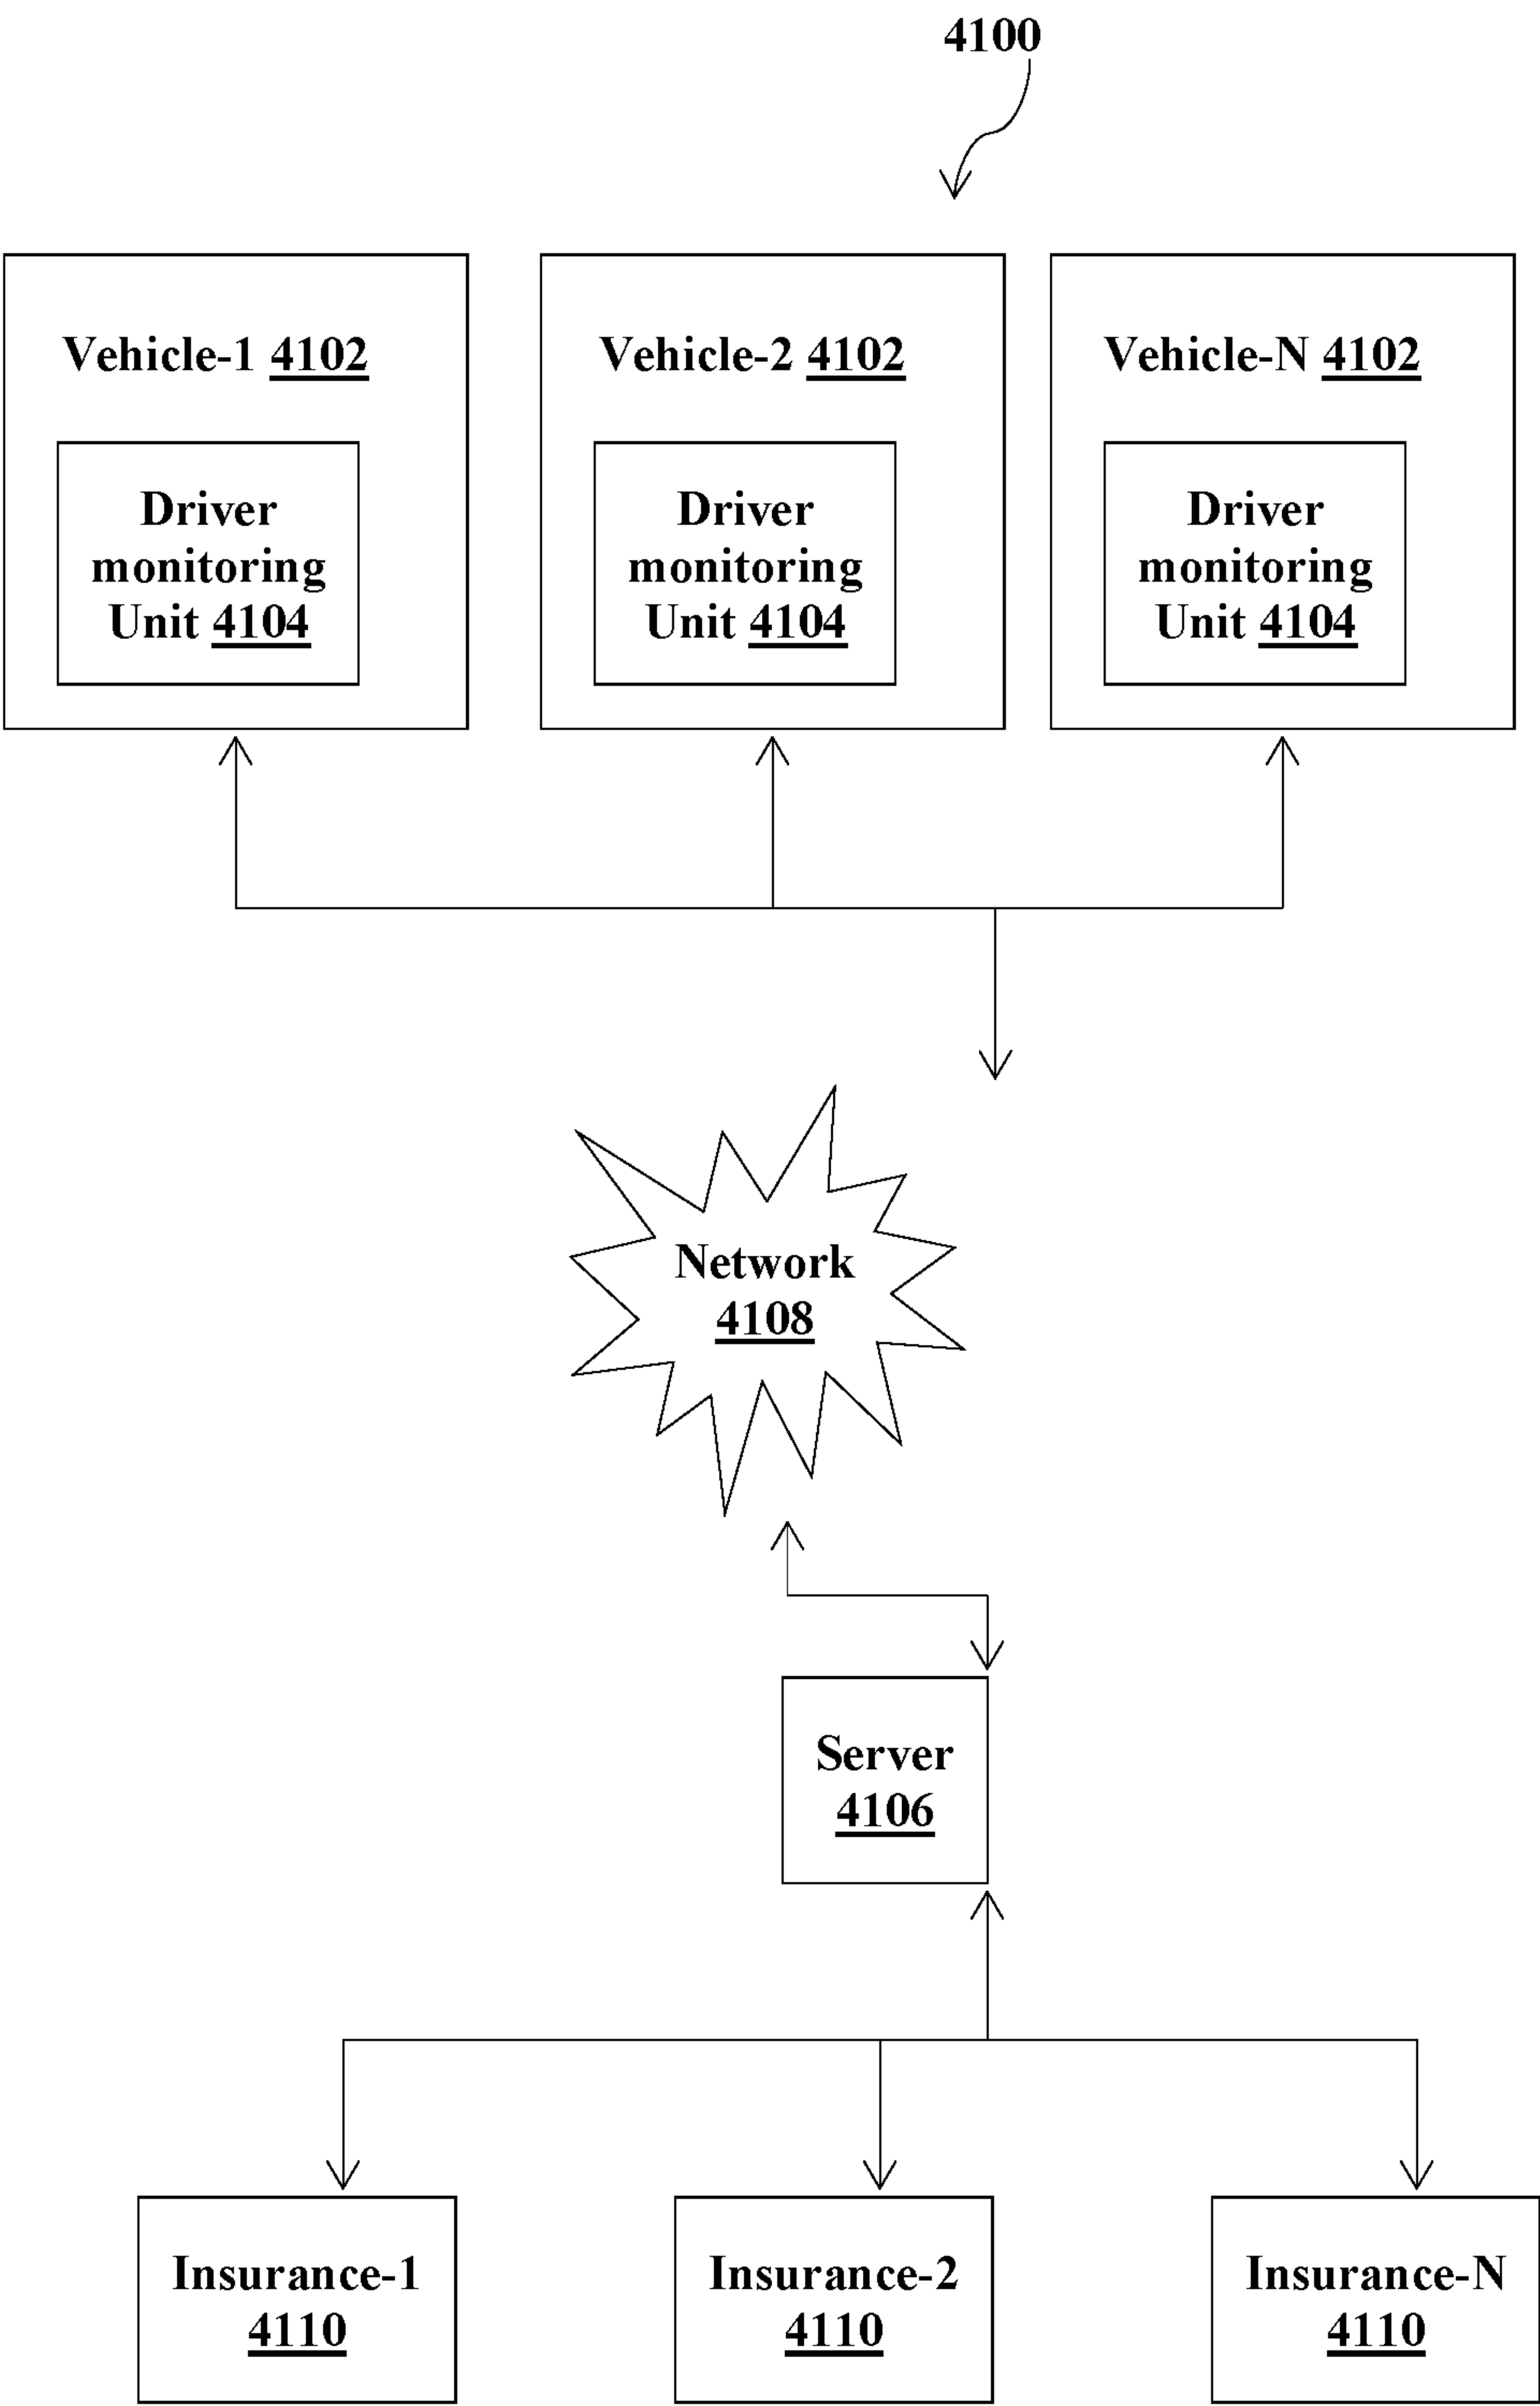 4100
Vehicle-1 4102
Driver
monitoring
Unit 4104
Vehicle-2 4102
Driver
monitoring
Unit 4104
Vehicle-N 4102
Driver
monitoring
Unit 4104
Network
4108
Server
4106
Insurance-1
4110
Insurance-2
4110
Insurance-N
4110